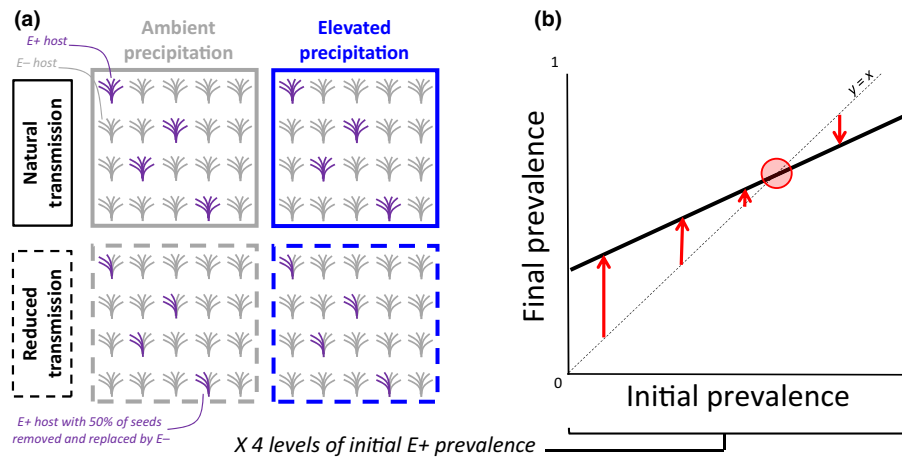 (a)
Ambient
precipitation
Elevated
precipitation
E+ host
E– host
Natural
transmission
Reduced
transmission
E+ host with 50% of seeds
removed and replaced by E–
X 4 levels of initial E+ prevalence
(b)
1
y = x
Final prevalence
0
Initial prevalence